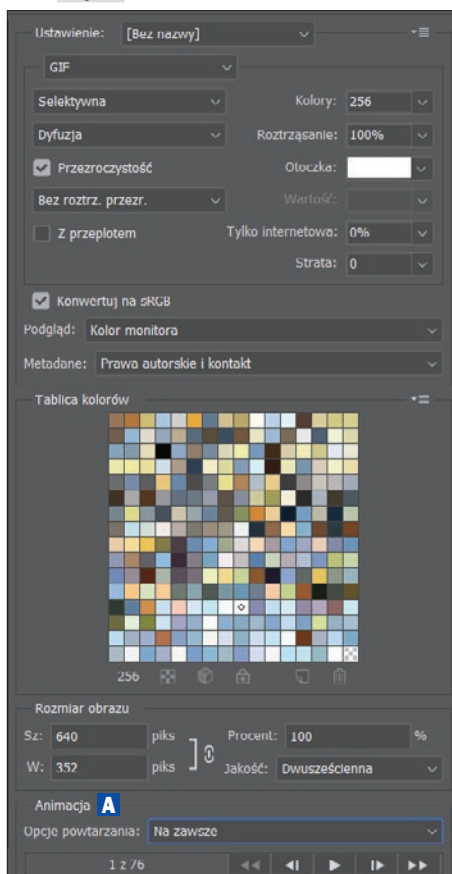 Ustawienie: [Bez nazwy]
GIF
Selektywna Kolory: 256
Dyfuzja Roztrząsanie: 100%
Przezroczystość Otoczka:
Bez roztrz. przezr. Wartość:
Z przeplotem Tylko internetowa: 0%
Strata: 0
Konwertuj na sRGB
Podgląd: Kolor monitora
Metadane: Prawa autorskie i kontakt
Tablica kolorów
256
Rozmiar obrazu
Sz: 640 piks Procent: 100 %
W: 352 piks Jakość: Dwusześcienna
Animacja A
Opcje powtarzania: Na zawsze
1 z 76